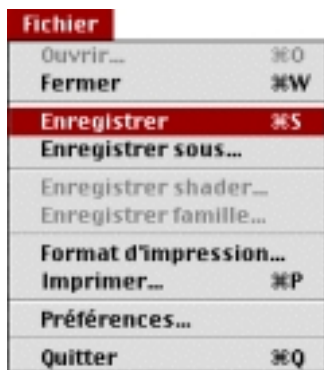 Fichier
Ouvrir... ⌘O
Fermer ⌘W
Enregistrer ⌘S
Enregistrer sous...
Enregistrer shader...
Enregistrer famille...
Format d'impression...
Imprimer... ⌘P
Préférences...
Quitter ⌘Q